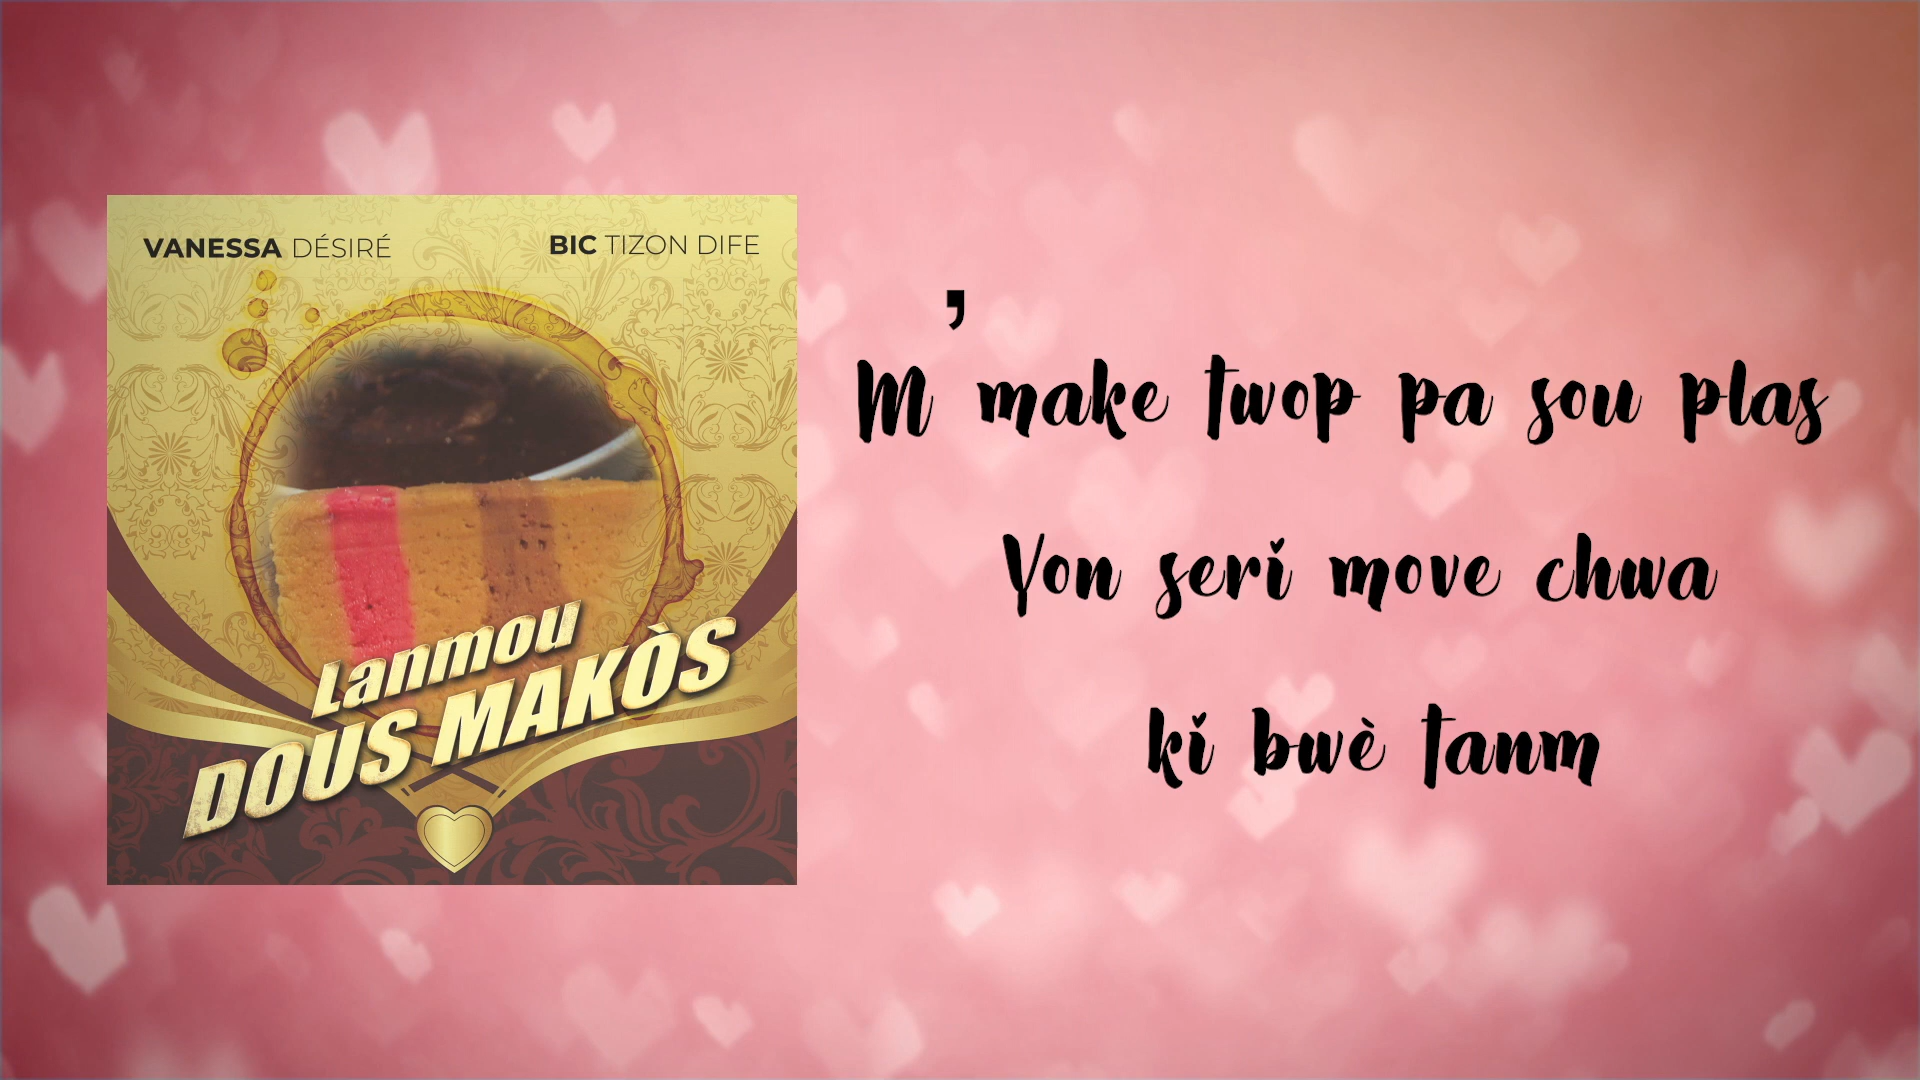 VANESSA DÉSIRÉ
BIC TIZON DIFE
Lanmou
DOUS MAKÒS
M' make twop pa sou plas
Yon seri move chwa
ki bwè tanm